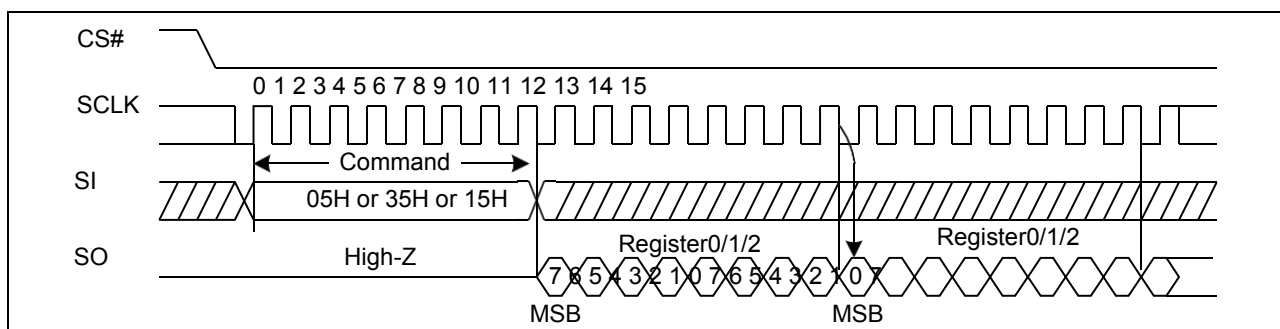 CS#
0 1 2 3 4 5 6 7 8 9 10 11 12 13 14 15
SCLK
Command
SI
05H or 35H or 15H
Register0/1/2
Register0/1/2
SO
High-Z
7 6 5 4 3 2 1 0 7 6 5 4 3 2 1 0 7
MSB
MSB